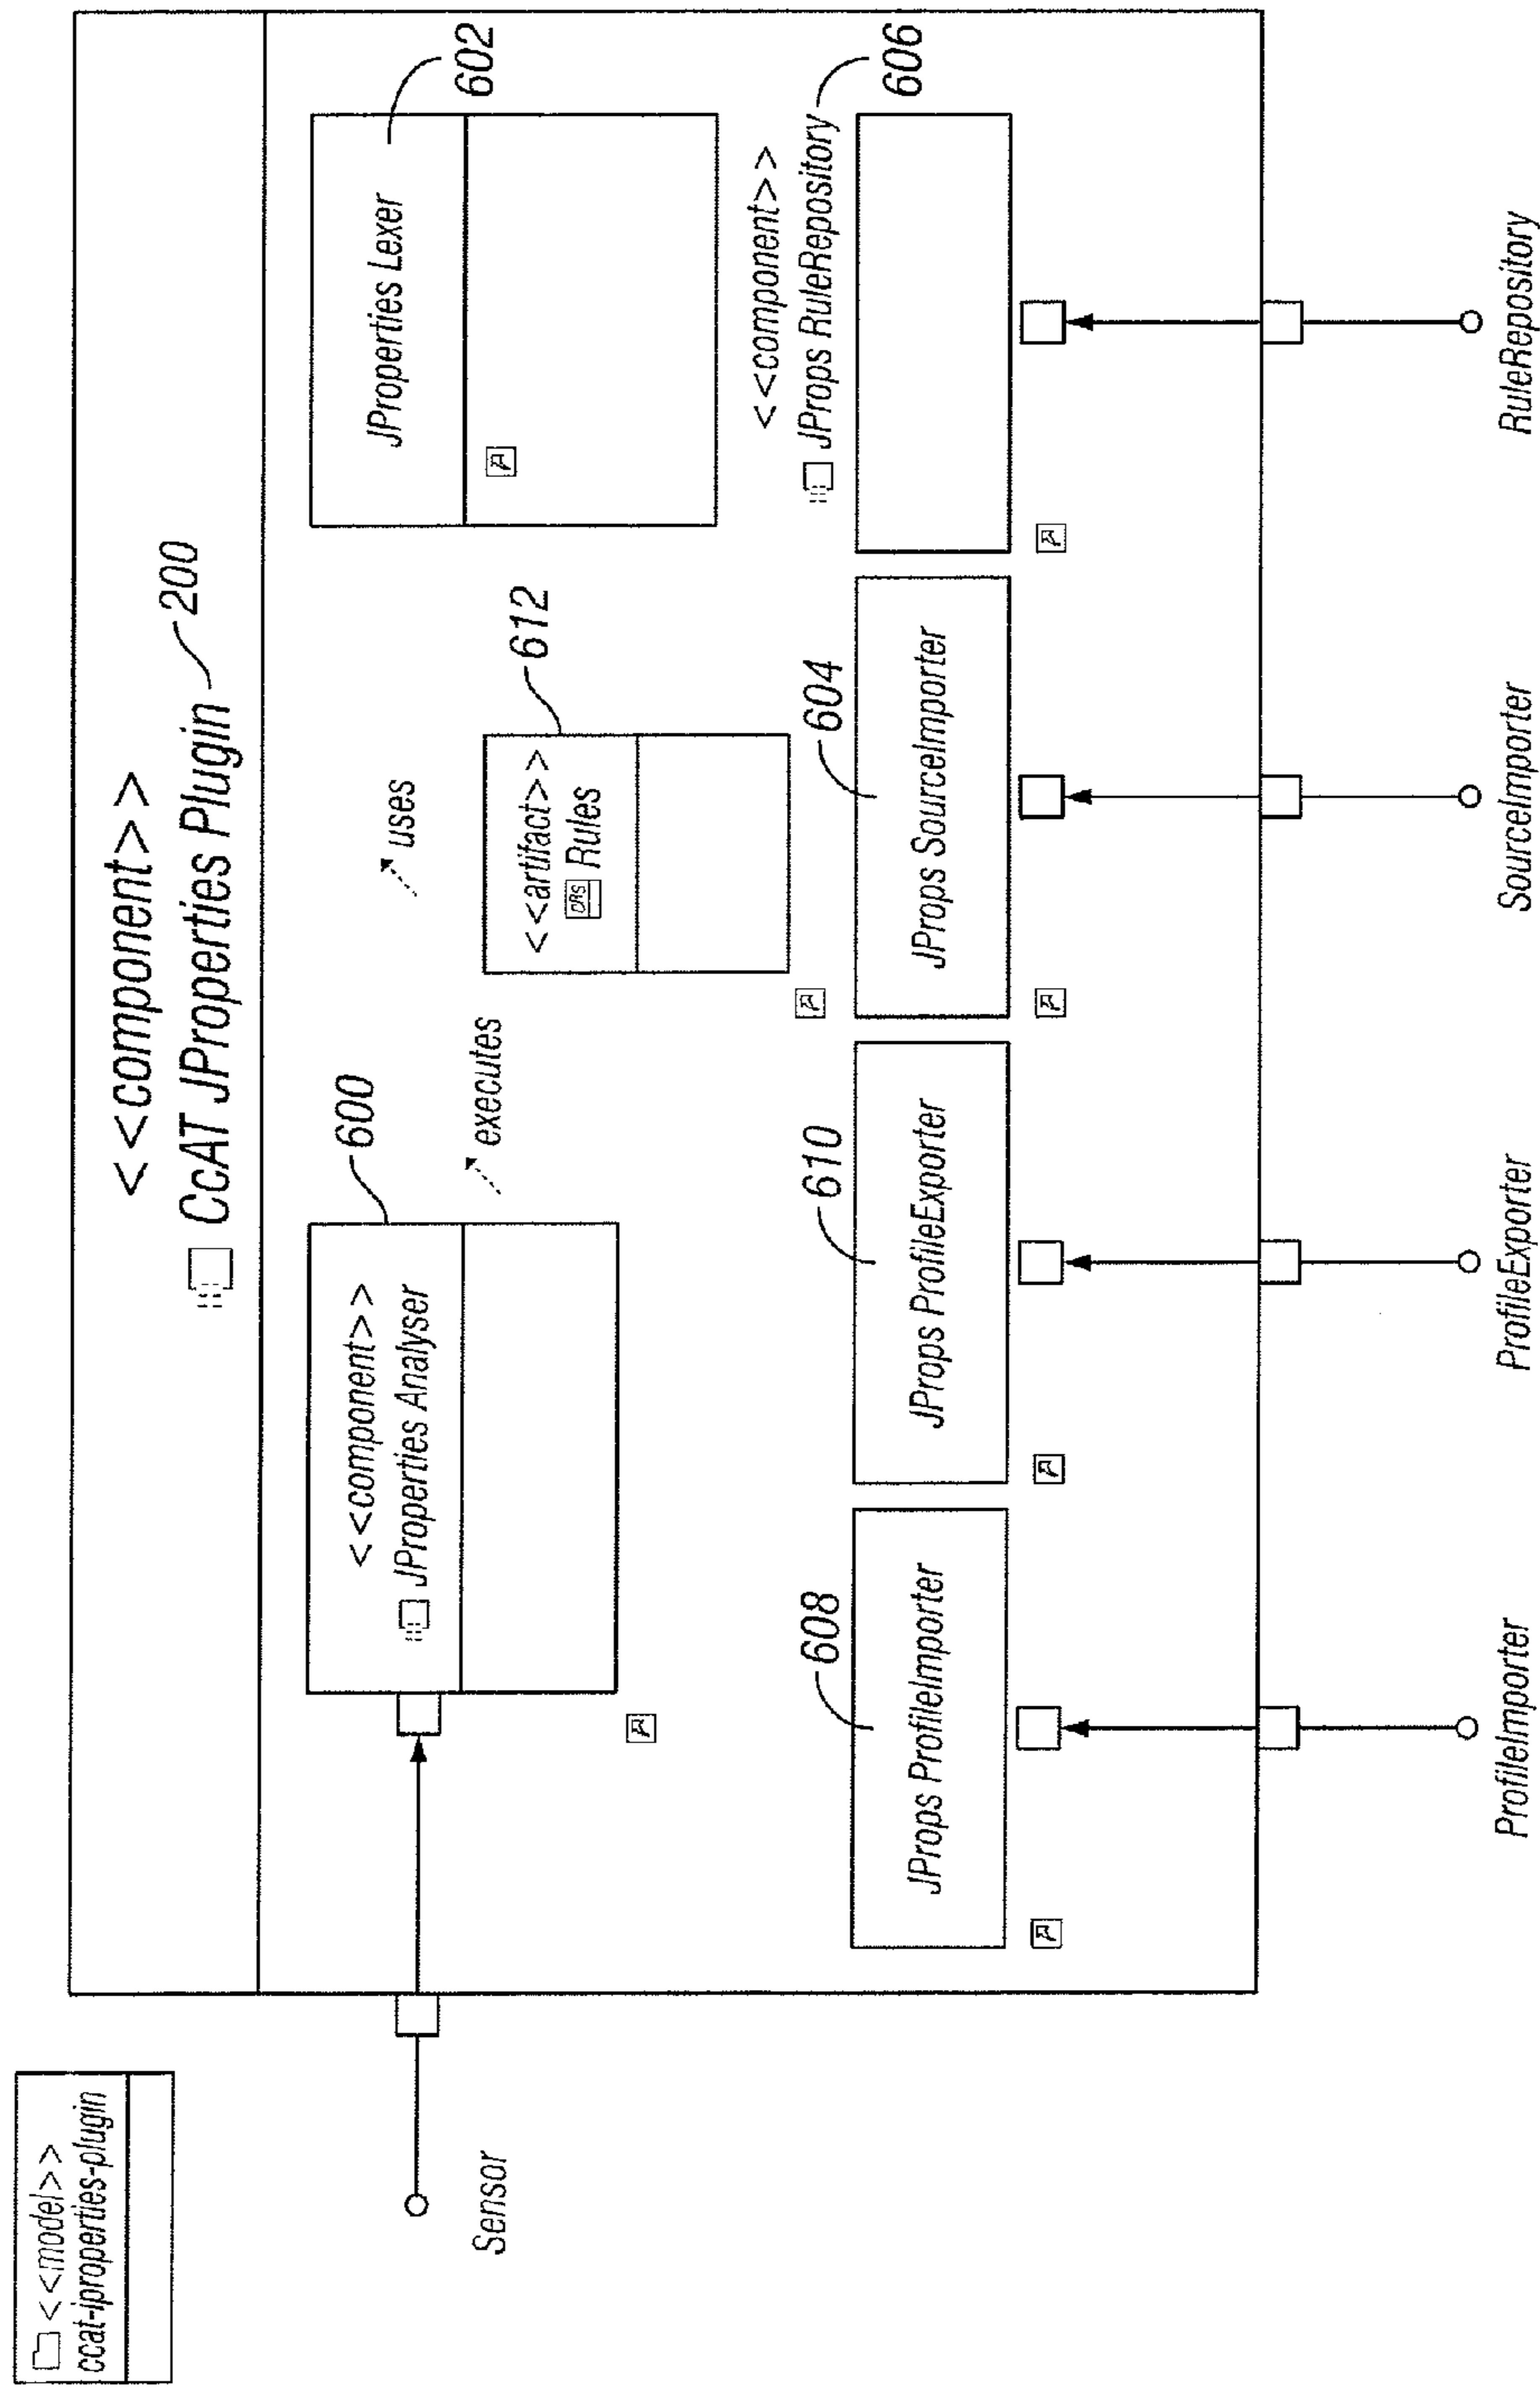 <<model>>
ccat-jproperties-plugin
<<component>>
CcAT JProperties Plugin
200
Sensor
<<component>>
JProperties Analyser
600
executes
uses
<<artifact>>
Rules
612
JProperties Lexer
602
608
JProps ProfileImporter
610
JProps ProfileExporter
604
JProps SourceImporter
<<component>>
JProps RuleRepository
606
ProfileImporter
ProfileExporter
SourceImporter
RuleRepository